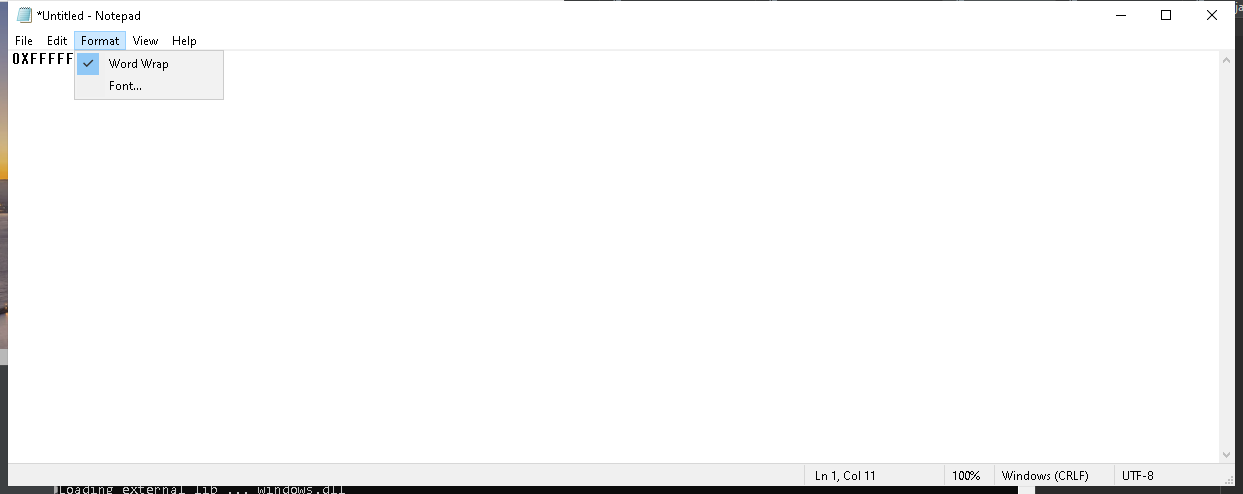 *Untitled - Notepad
File Edit Format View Help
0XFFFFF
Word Wrap
Font...
Ln 1, Col 11
100%
Windows (CRLF)
UTF-8
Loading external lib ... windows.dll